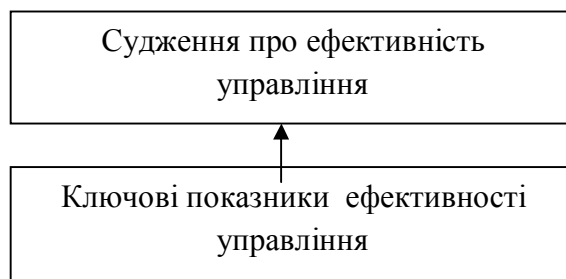 Судження про ефективність
управління
Ключові показники ефективності
управління